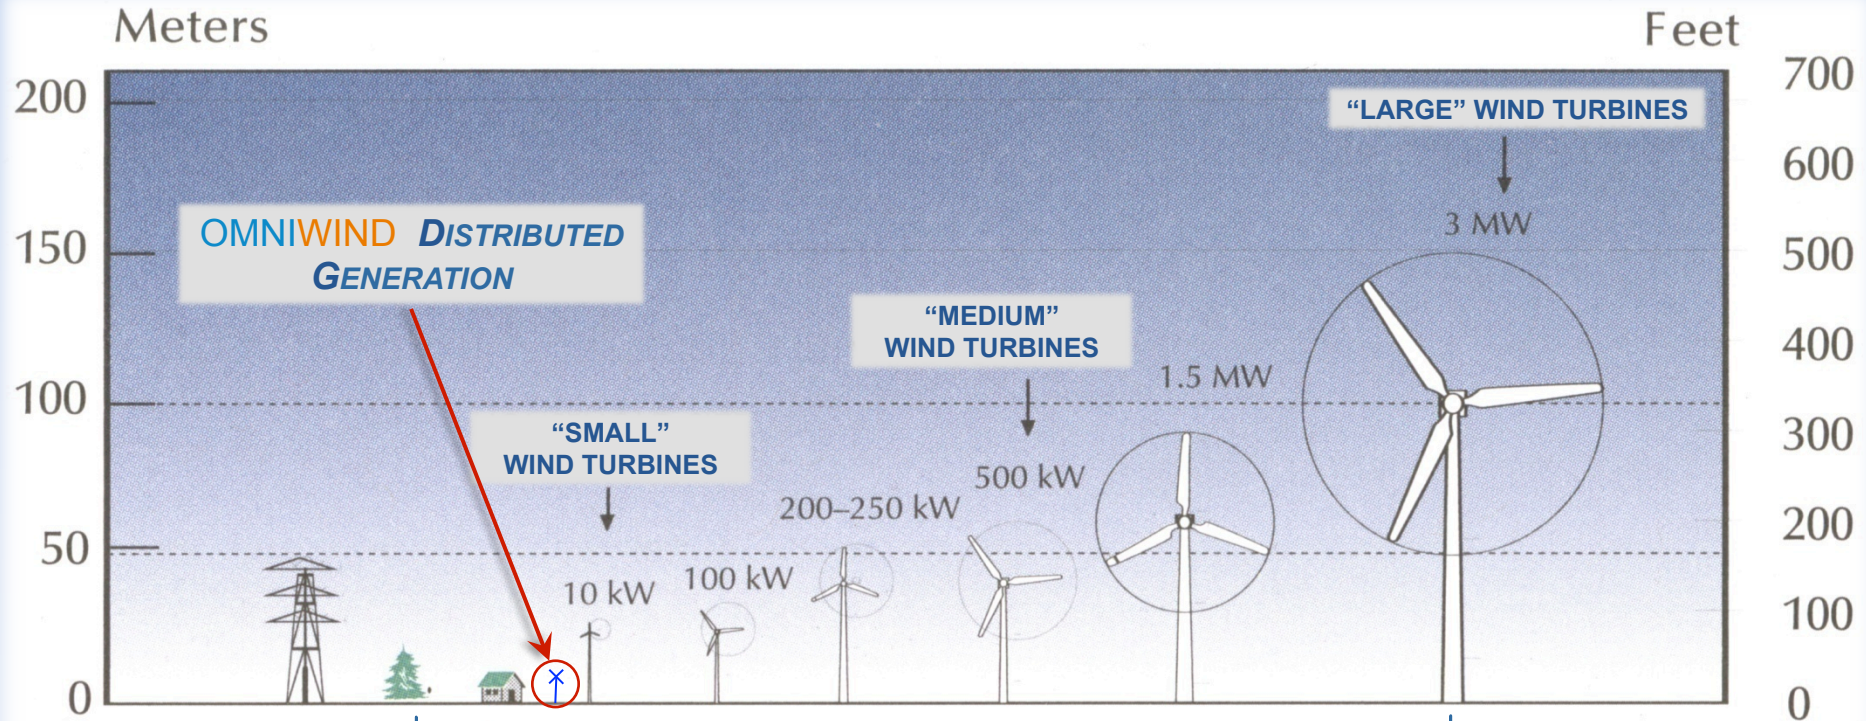 Meters
Feet
200
150
100
50
0
700
600
500
400
300
200
100
0
“LARGE” WIND TURBINES
3 MW
OMNIWIND DISTRIBUTED
GENERATION
“MEDIUM”
WIND TURBINES
1.5 MW
“SMALL”
WIND TURBINES
500 kW
200–250 kW
10 kW
100 kW